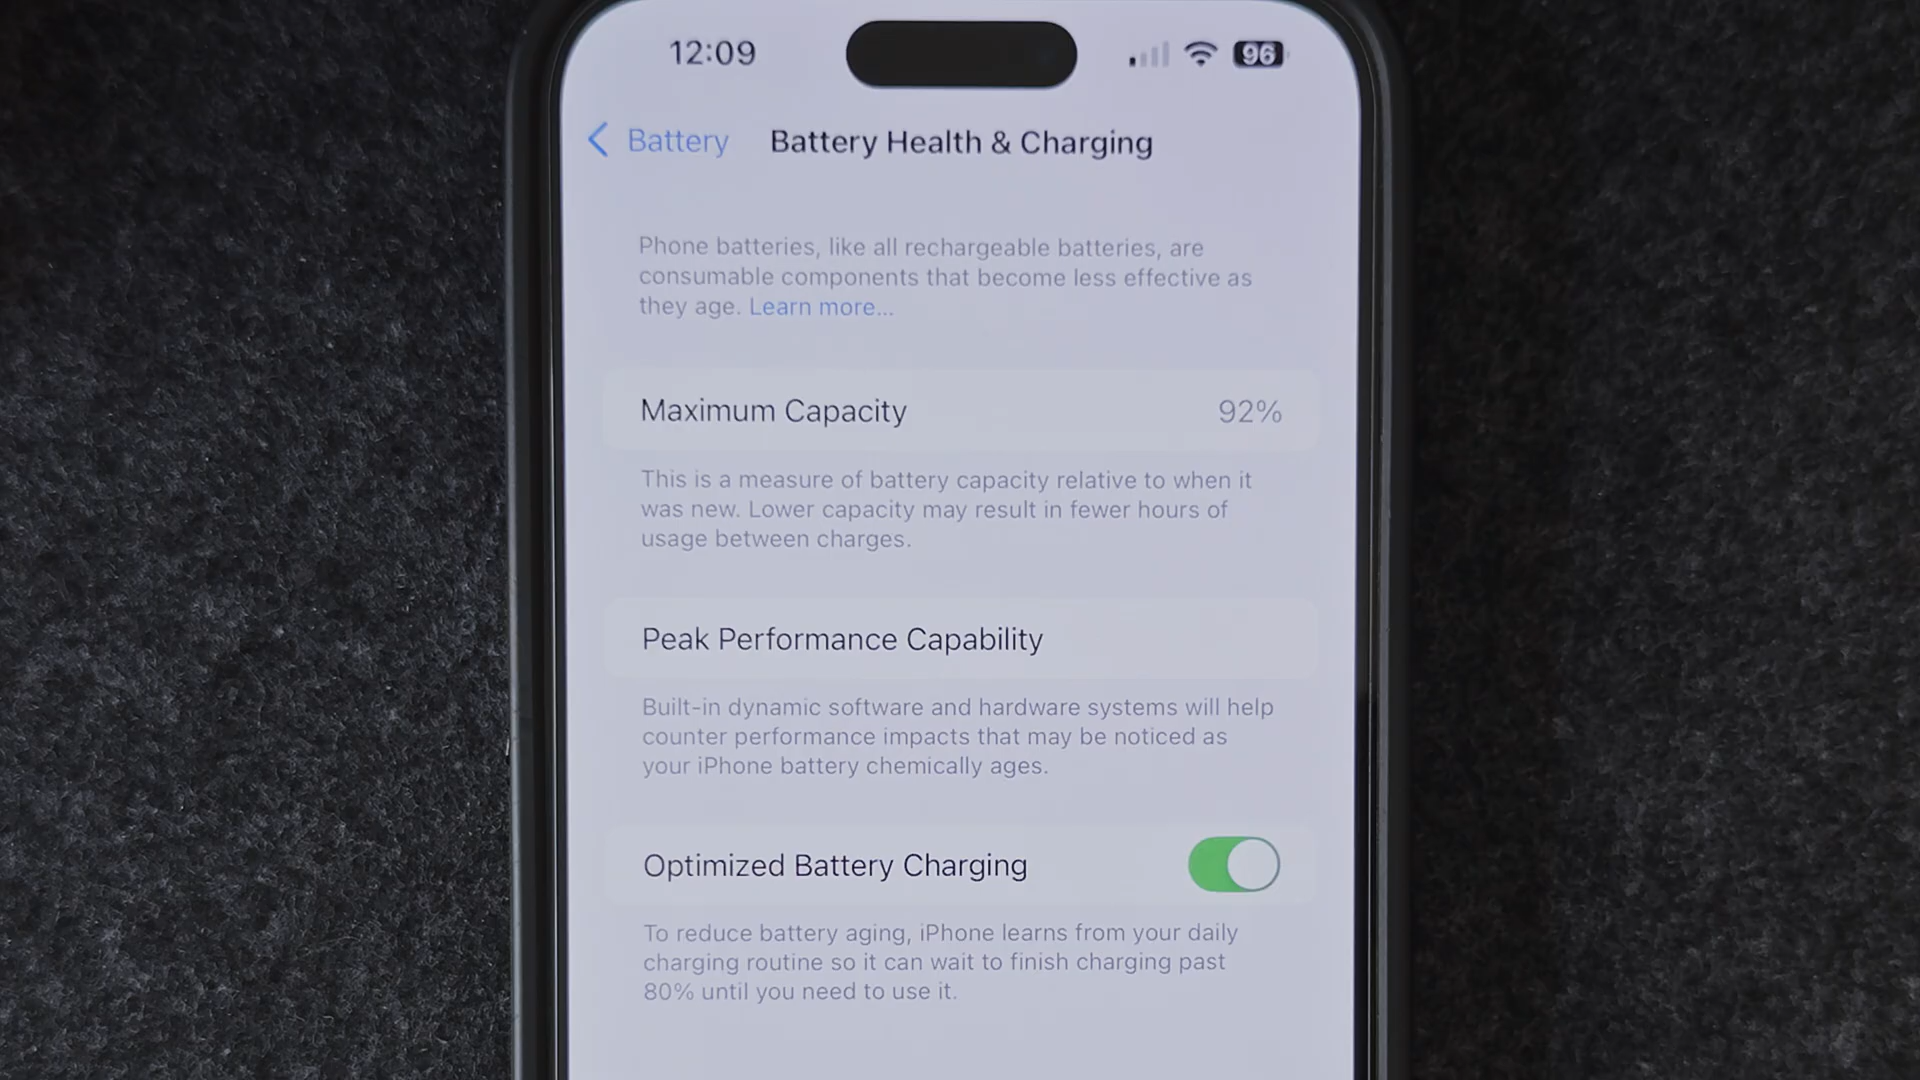 12:09
96
Battery
Battery Health & Charging
Phone batteries, like all rechargeable batteries, are
consumable components that become less effective as
they age. Learn more...
Maximum Capacity 92%
This is a measure of battery capacity relative to when it
was new. Lower capacity may result in fewer hours of
usage between charges.
Peak Performance Capability
Built-in dynamic software and hardware systems will help
counter performance impacts that may be noticed as
your iPhone battery chemically ages.
Optimized Battery Charging
To reduce battery aging, iPhone learns from your daily
charging routine so it can wait to finish charging past
80% until you need to use it.